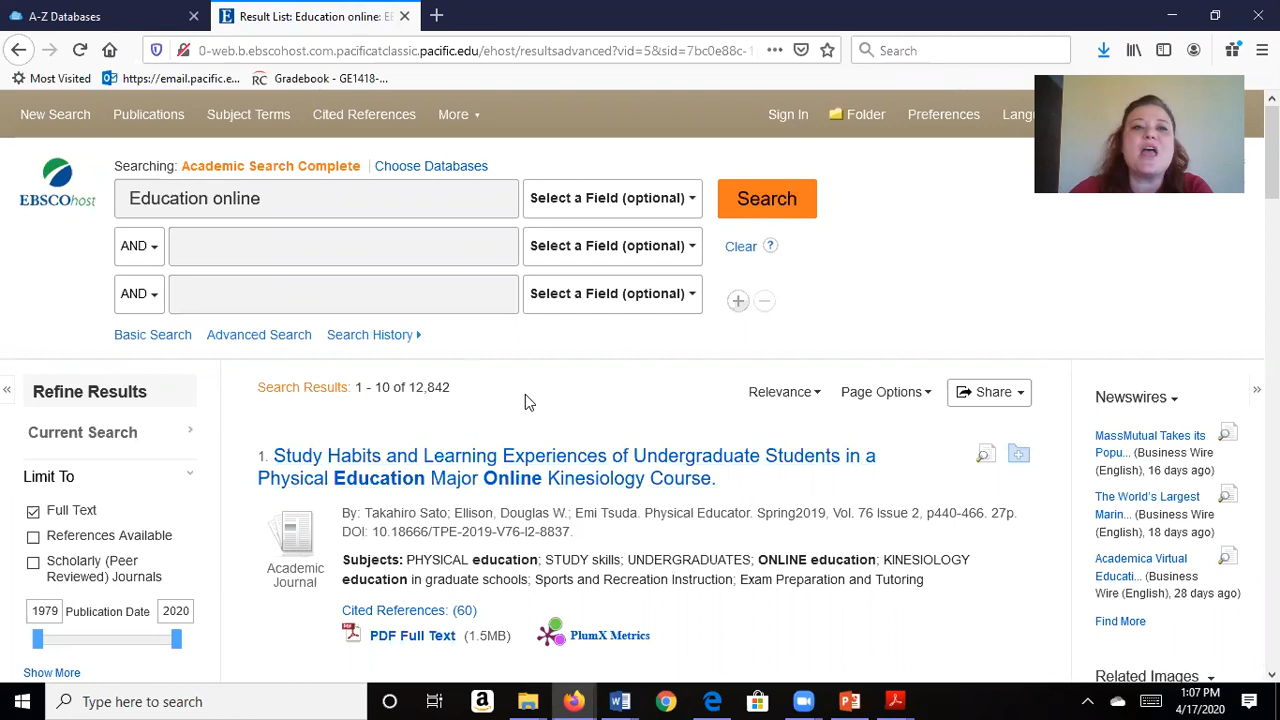 A-Z Databases
Result List: Education online: EB
0-web.b.ebscohost.com.pacificatclassic.pacific.edu/ehost/resultsadvanced?vid=5&sid=7bc0e88c-1
Search
Most Visited
https://email.pacific.e...
RC Gradebook - GE1418-...
New Search
Publications
Subject Terms
Cited References
More
Sign In
Folder
Preferences
Langu
Searching: Academic Search Complete
Choose Databases
EBSCOhost
Education online
Select a Field (optional)
Search
AND
Select a Field (optional)
Clear ?
AND
Select a Field (optional)
Basic Search
Advanced Search
Search History
Refine Results
Current Search
Limit To
Full Text
References Available
Scholarly (Peer
Reviewed) Journals
1979
Publication Date
2020
Show More
Search Results: 1 - 10 of 12,842
Relevance
Page Options
Share
1. Study Habits and Learning Experiences of Undergraduate Students in a
Physical Education Major Online Kinesiology Course.
Academic
Journal
By: Takahiro Sato; Ellison, Douglas W.; Emi Tsuda. Physical Educator. Spring2019, Vol. 76 Issue 2, p440-466. 27p.
DOI: 10.18666/TPE-2019-V76-I2-8837.
Subjects: PHYSICAL education; STUDY skills; UNDERGRADUATES; ONLINE education; KINESIOLOGY
education in graduate schools; Sports and Recreation Instruction; Exam Preparation and Tutoring
Cited References: (60)
PDF Full Text (1.5MB)
PlumX Metrics
Newswires
MassMutual Takes its
Popu... (Business Wire
(English), 16 days ago)
The World's Largest
Marin... (Business Wire
(English), 18 days ago)
Academica Virtual
Educati... (Business
Wire (English), 28 days ago)
Find More
Related Images
Type here to search
1:07 PM
4/17/2020